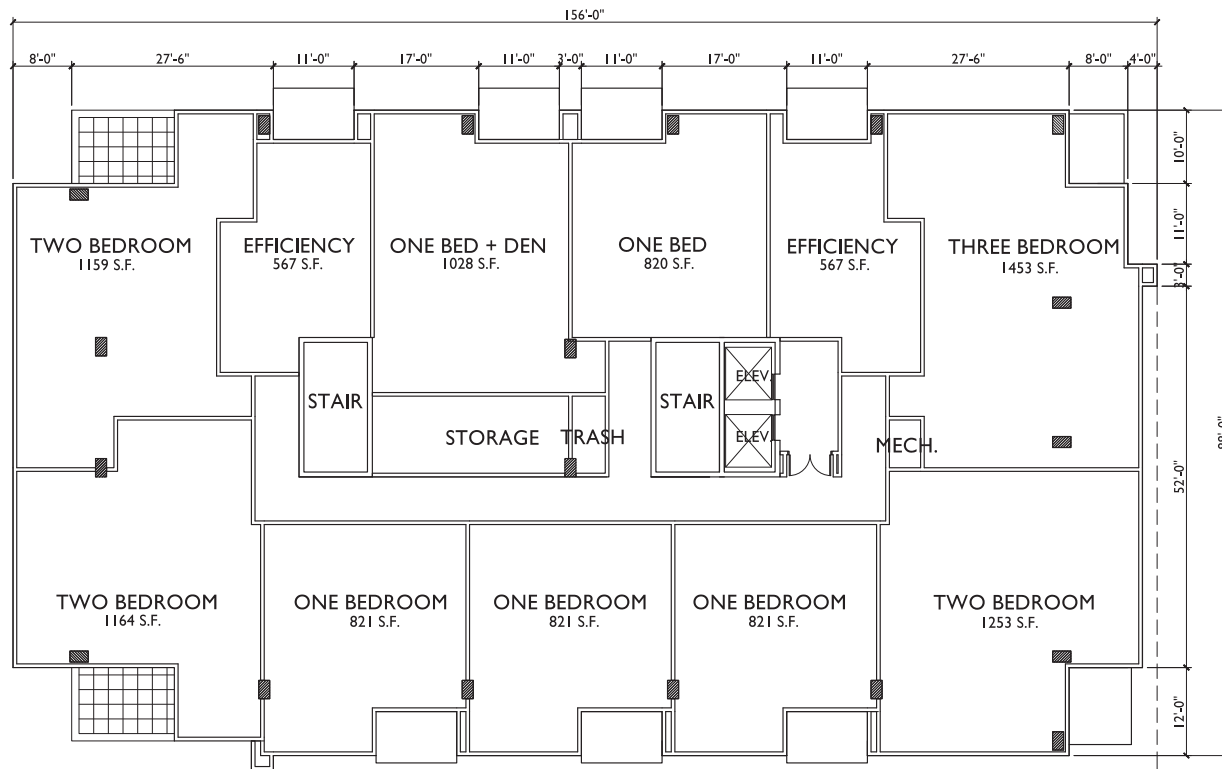 156'-0"
8'-0" 27'-6" 11'-0" 17'-0" 11'-0" 3'-0" 11'-0" 17'-0" 11'-0" 27'-6" 8'-0" 4'-0"
10'-0"
11'-0"
3'-0"
52'-0"
12'-0"
TWO BEDROOM
1159 S.F.
EFFICIENCY
567 S.F.
ONE BED + DEN
1028 S.F.
ONE BED
820 S.F.
EFFICIENCY
567 S.F.
THREE BEDROOM
1453 S.F.
STAIR
STORAGE
TRASH
STAIR
ELEV.
ELEV.
MECH.
TWO BEDROOM
1164 S.F.
ONE BEDROOM
821 S.F.
ONE BEDROOM
821 S.F.
ONE BEDROOM
821 S.F.
TWO BEDROOM
1253 S.F.